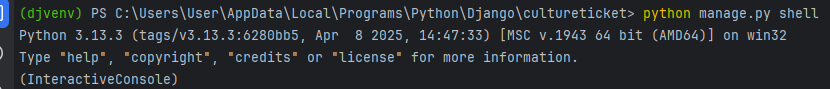 (djvenv) PS C:\Users\User\AppData\Local\Programs\Python\Django\cultureticket> python manage.py shell
Python 3.13.3 (tags/v3.13.3:6280bb5, Apr  8 2025, 14:47:33) [MSC v.1943 64 bit (AMD64)] on win32
Type "help", "copyright", "credits" or "license" for more information.
(InteractiveConsole)